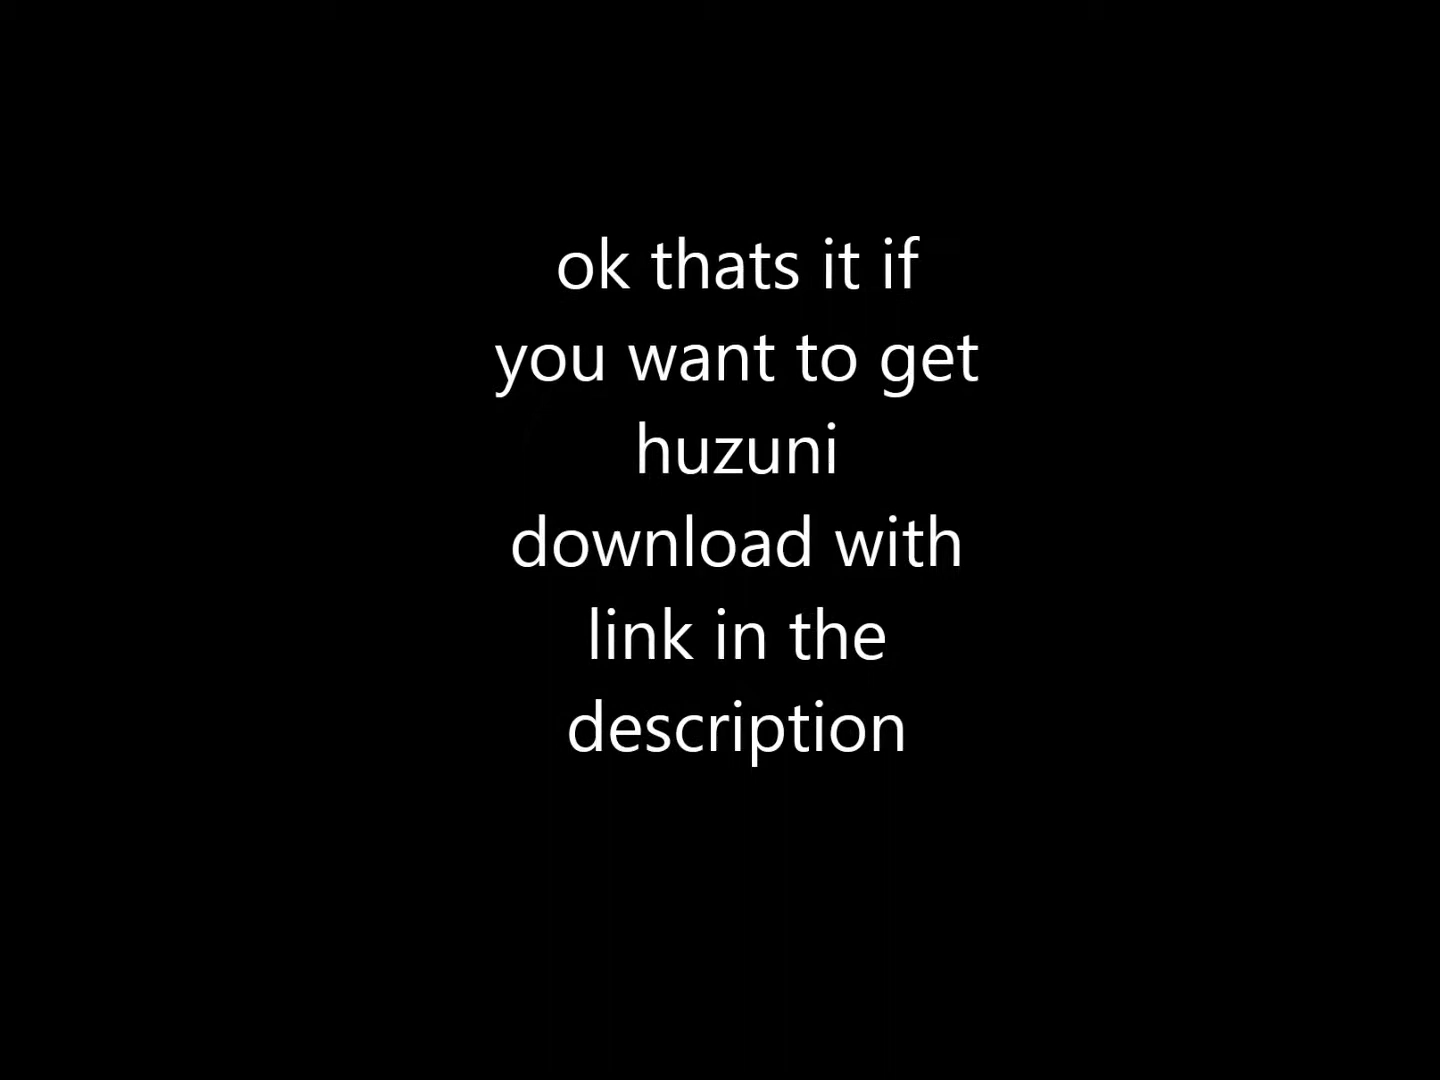 ok thats it if
you want to get
huzuni
download with
link in the
description